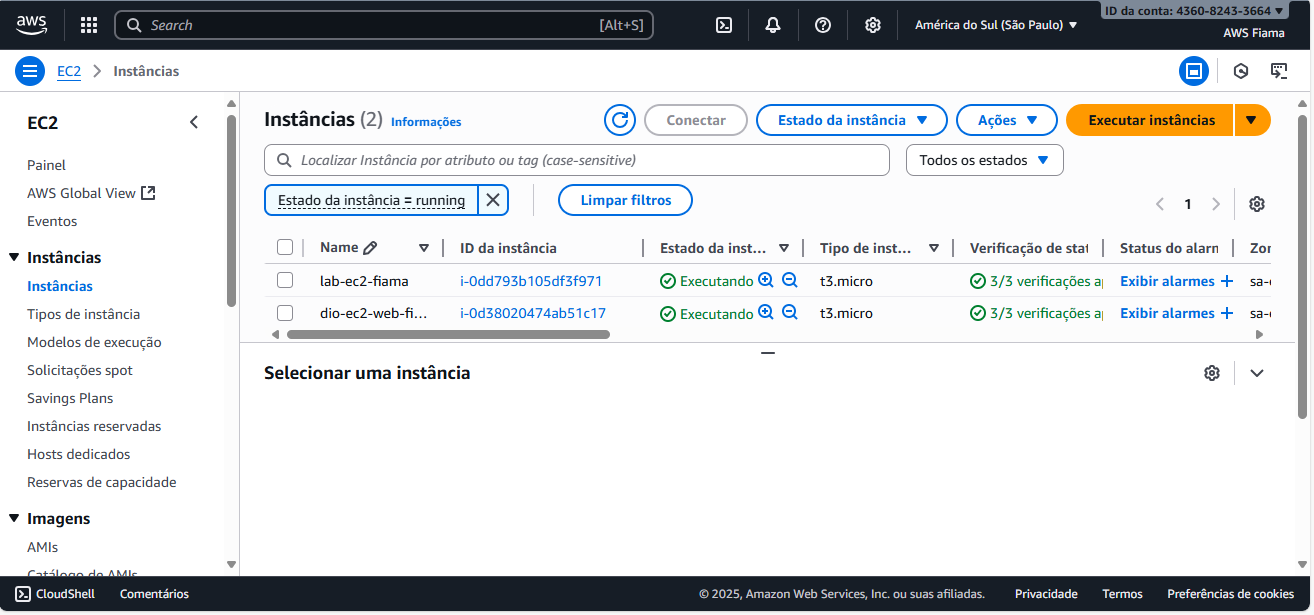 aws
Search [Alt+S]
América do Sul (São Paulo)
ID da conta: 4360-8243-3664
AWS Fiama
EC2 Instâncias
EC2
Painel
AWS Global View
Eventos
Instâncias
Instâncias
Tipos de instância
Modelos de execução
Solicitações spot
Savings Plans
Instâncias reservadas
Hosts dedicados
Reservas de capacidade
Imagens
AMIs
Catálogo de AMIs
Instâncias (2) Informações
Conectar
Estado da instância
Ações
Executar instâncias
Localizar Instância por atributo ou tag (case-sensitive)
Todos os estados
Estado da instância = running
Limpar filtros
1
Name ID da instância Estado da inst... Tipo de inst... Verificação de stat Status do alarn Zor
lab-ec2-fiama i-0dd793b105df3f971 Executando t3.micro 3/3 verificações a Exibir alarmes + sa-
dio-ec2-web-fi... i-0d38020474ab51c17 Executando t3.micro 3/3 verificações a Exibir alarmes + sa-
Selecionar uma instância
CloudShell Comentários © 2025, Amazon Web Services, Inc. ou suas afiliadas. Privacidade Termos Preferências de cookies